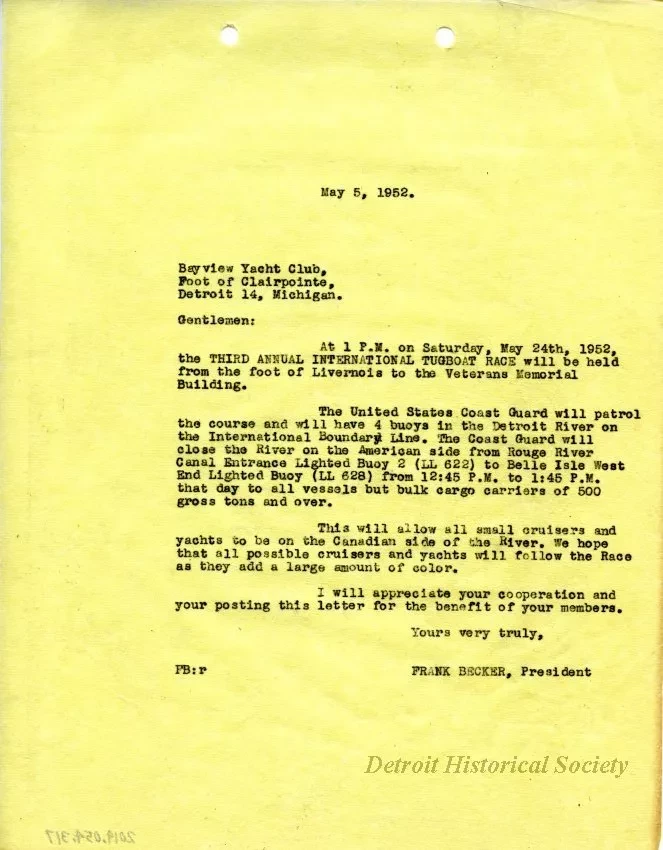 May 5, 1952.
Bayview Yacht Club,
Foot of Clairpointe,
Detroit 14, Michigan.
Gentlemen:
At 1 P.M. on Saturday, May 24th, 1952,
the THIRD ANNUAL INTERNATIONAL TUGBOAT RACE will be held
from the foot of Livernois to the Veterans Memorial
Building.
The United States Coast Guard will patrol
the course and will have 4 buoys in the Detroit River on
the International Boundary Line. The Coast Guard will
close the River on the American side from Rouge River
Canal Entrance Lighted Buoy 2 (LL 622) to Belle Isle West
End Lighted Buoy (LL 628) from 12:45 P.M. to 1:45 P.M.
that day to all vessels but bulk cargo carriers of 500
gross tons and over.
This will allow all small cruisers and
yachts to be on the Canadian side of the River. We hope
that all possible cruisers and yachts will follow the Race
as they add a large amount of color.
I will appreciate your cooperation and
your posting this letter for the benefit of your members.
Yours very truly,
FB:r FRANK BECKER, President
Detroit Historical Society
2019.054.317